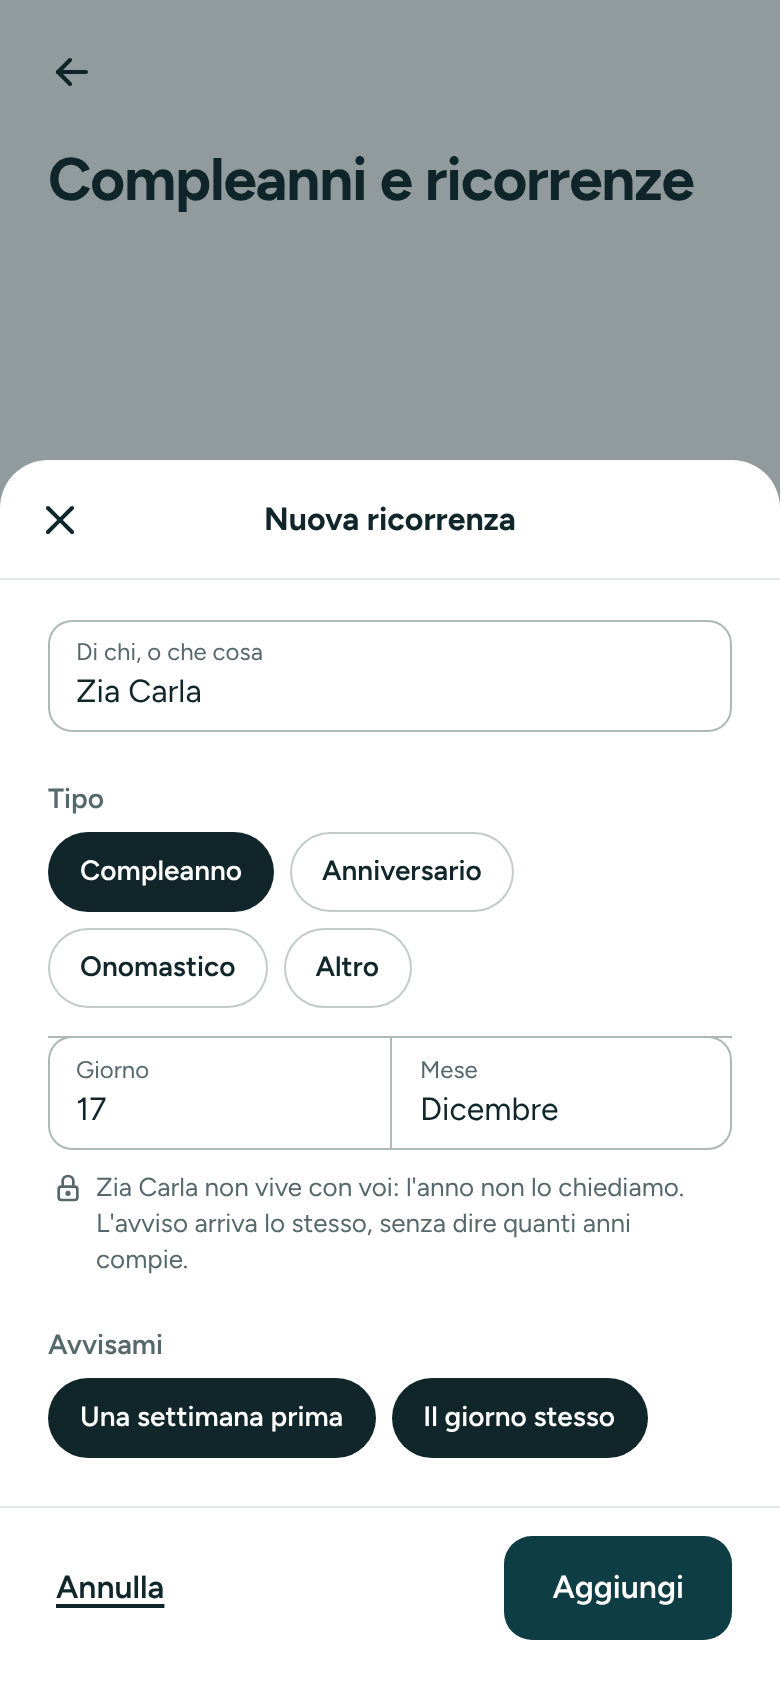 Compleanni e ricorrenze
Nuova ricorrenza
Di chi, o che cosa
Zia Carla
Tipo
Compleanno
Anniversario
Onomastico
Altro
Giorno
Mese
17
Dicembre
Zia Carla non vive con voi: l'anno non lo chiediamo.
L'avviso arriva lo stesso, senza dire quanti anni
compie.
Avvisami
Una settimana prima
Il giorno stesso
Annulla
Aggiungi